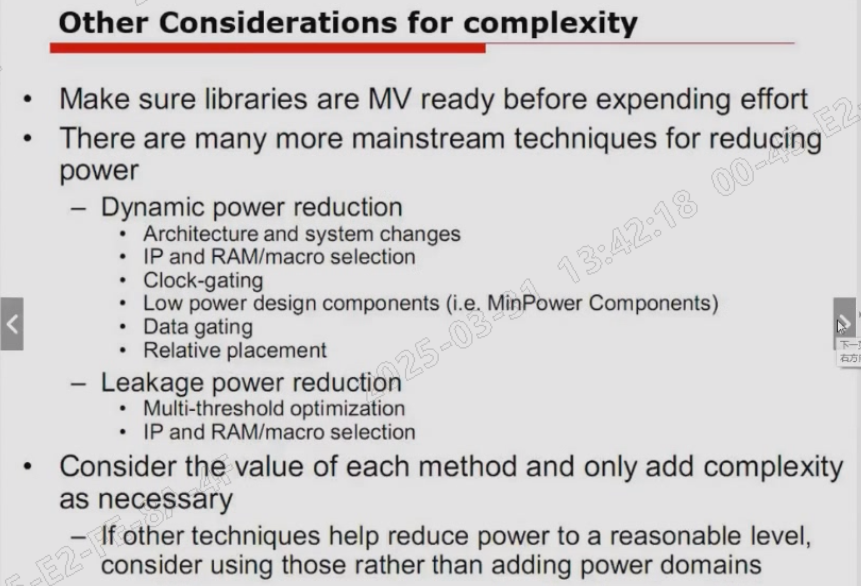 Other Considerations for complexity
• Make sure libraries are MV ready before expending effort
• There are many more mainstream techniques for reducing
power
– Dynamic power reduction
• Architecture and system changes
• IP and RAM/macro selection
• Clock-gating
• Low power design components (i.e. MinPower Components)
• Data gating
• Relative placement
– Leakage power reduction
• Multi-threshold optimization
• IP and RAM/macro selection
• Consider the value of each method and only add complexity
as necessary
– If other techniques help reduce power to a reasonable level,
consider using those rather than adding power domains
2025-03-31 13:42:18 00-45-E2-
下一
右方